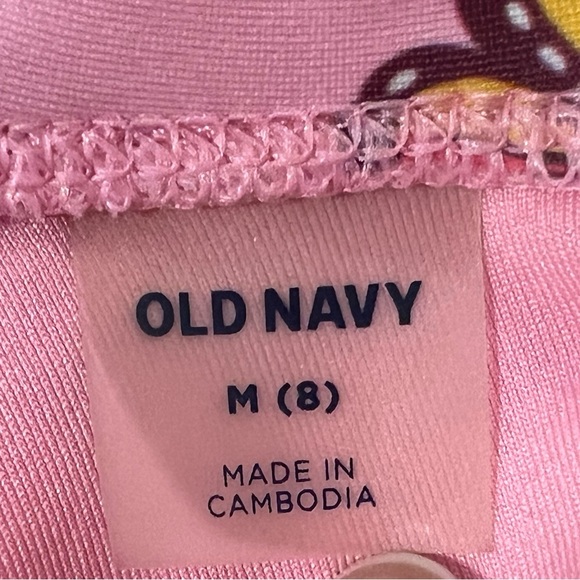 OLD NAVY
M (8)
MADE IN
CAMBODIA